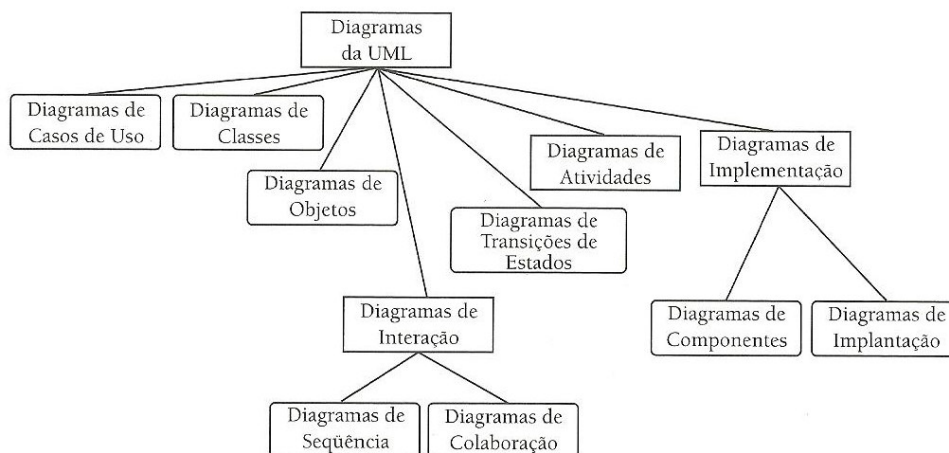 Diagramas
da UML
Diagramas de
Casos de Uso
Diagramas de
Classes
Diagramas de
Objetos
Diagramas de
Transições de
Estados
Diagramas de
Atividades
Diagramas de
Implementação
Diagramas de
Interação
Diagramas de
Componentes
Diagramas de
Implantação
Diagramas de
Seqüência
Diagramas de
Colaboração